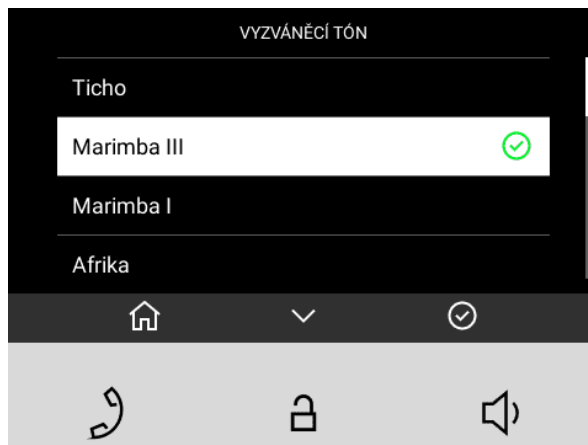 VYZVÁNĚCÍ TÓN
Ticho
Marimba III
Marimba I
Afrika